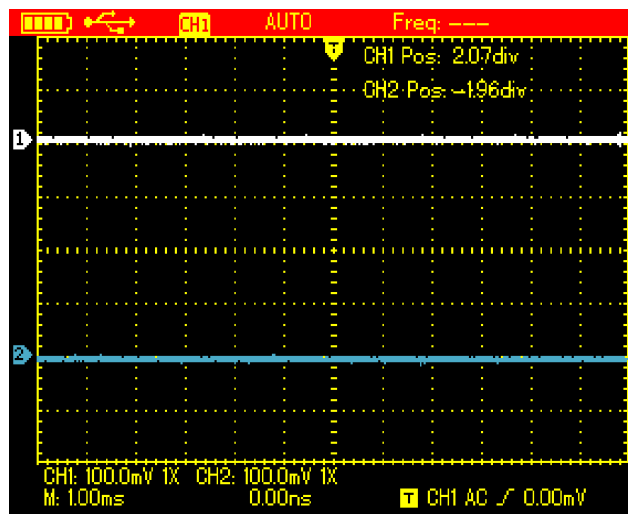 CH1 AUTO Freq: ---
T
CH1 Pos: 2.07div
CH2 Pos: -1.96div
1
2
CH1: 100.0mV 1X CH2: 100.0mV 1X
M: 1.00ms 0.00ns T CH1 AC 0.00mV